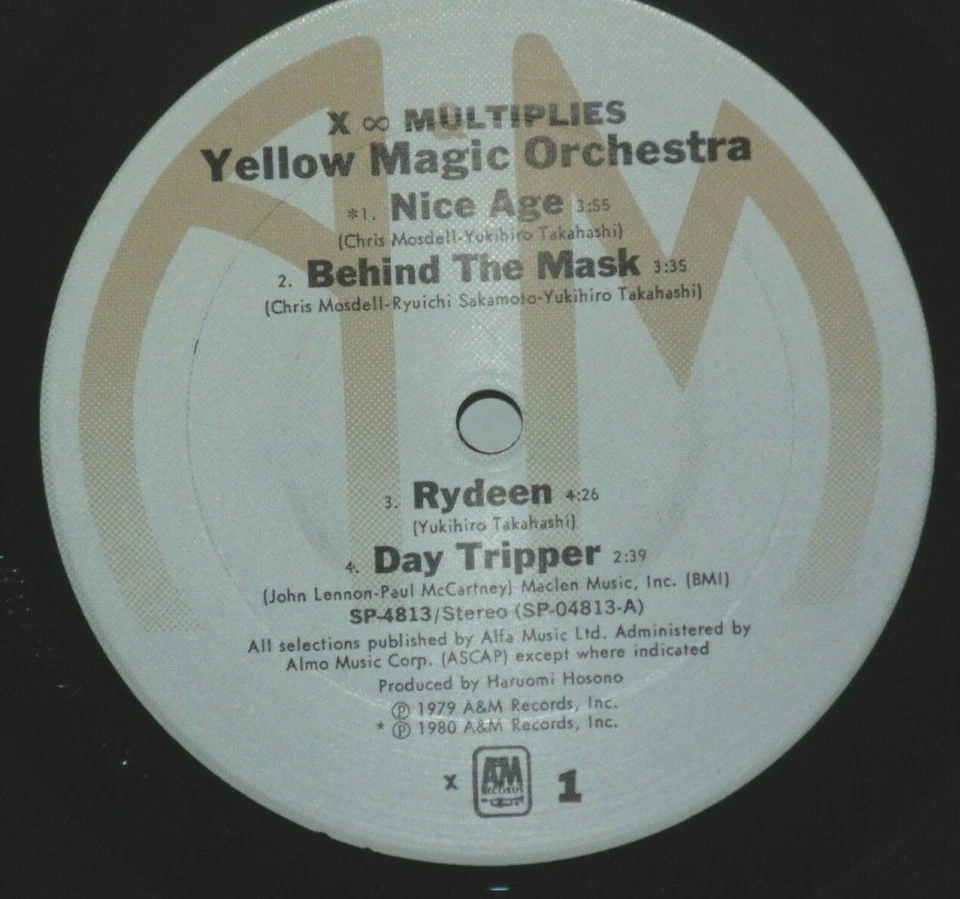 X ∞ MULTIPLIES
Yellow Magic Orchestra
*1. Nice Age 3:55
(Chris Mosdell-Yukihiro Takahashi)
2. Behind The Mask 3:35
(Chris Mosdell-Ryuichi Sakamoto-Yukihiro Takahashi)
3. Rydeen 4:26
(Yukihiro Takahashi)
4. Day Tripper 2:39
(John Lennon-Paul McCartney) Maclen Music, Inc. (BMI)
SP-4813/Stereo (SP-04813-A)
All selections published by Alfa Music Ltd. Administered by
Almo Music Corp. (ASCAP) except where indicated
Produced by Haruomi Hosono
℗ 1979 A&M Records, Inc.
* ℗ 1980 A&M Records, Inc.
X AM RECORDS 1